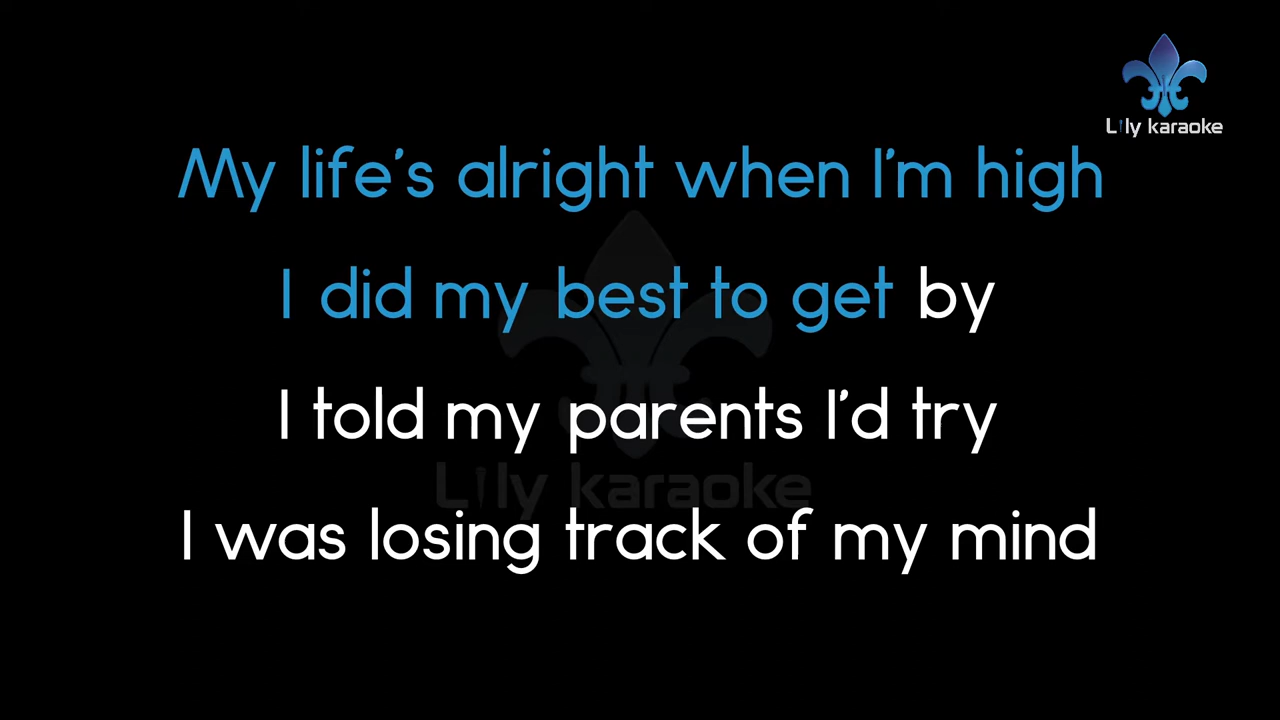 Lily karaoke
My life's alright when I'm high
I did my best to get by
I told my parents I'd try
Lily karaoke
I was losing track of my mind